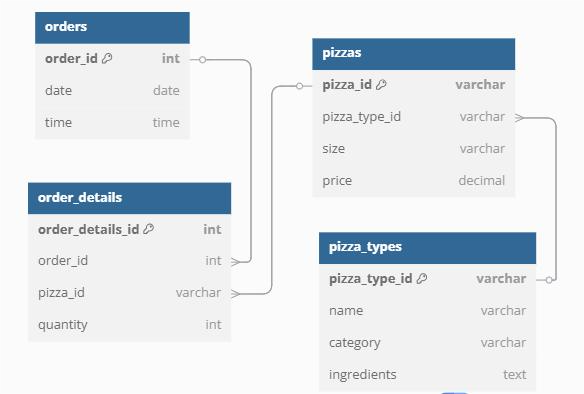 orders
order_id int
date date
time time
order_details
order_details_id int
order_id int
pizza_id varchar
quantity int
pizzas
pizza_id varchar
pizza_type_id varchar
size varchar
price decimal
pizza_types
pizza_type_id varchar
name varchar
category varchar
ingredients text